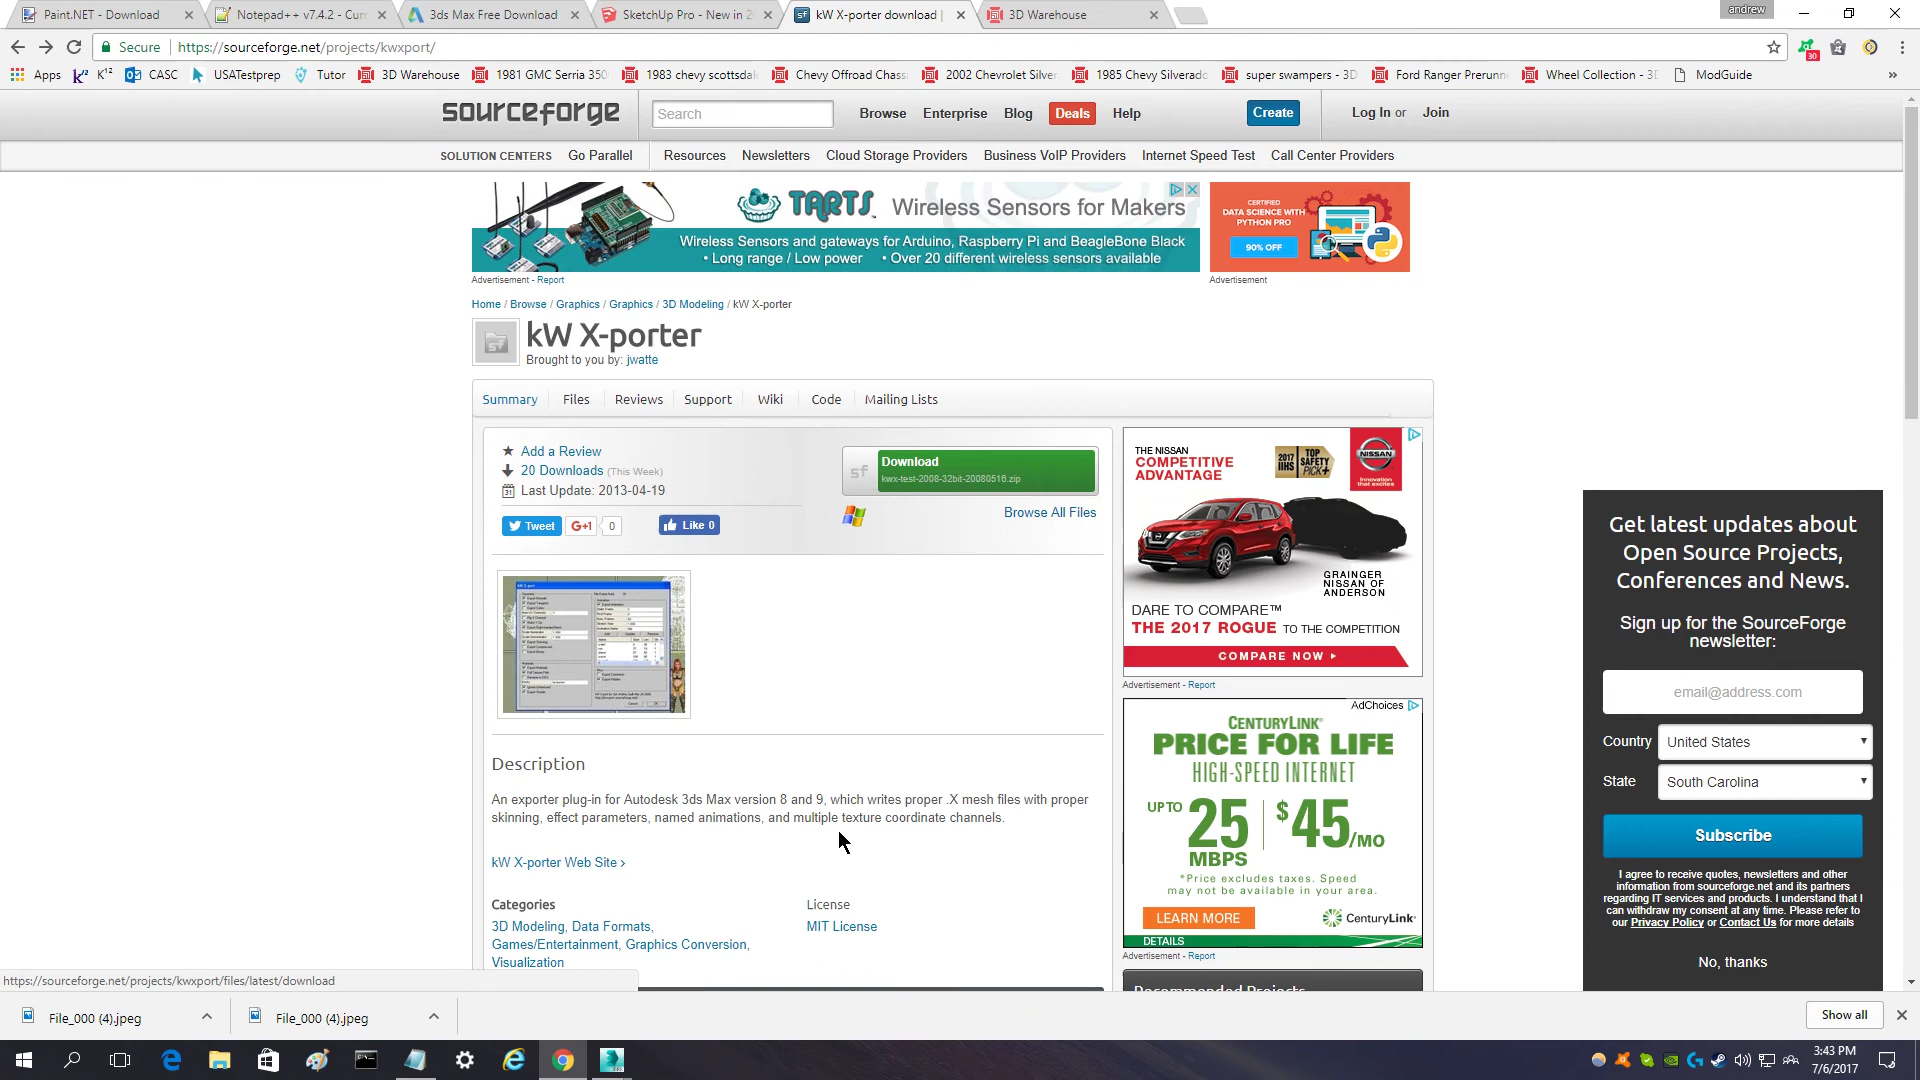 Paint.NET - Download
Notepad++ v7.4.2 - Curr
3ds Max Free Download
SketchUp Pro - New in 2
kW X-porter download |
3D Warehouse
andrew
Secure
https://sourceforge.net/projects/kwxport/
30
Apps
K¹²
CASC
USATestprep
Tutor
3D Warehouse
1981 GMC Serria 350
1983 chevy scottsda
Chevy Offroad Chass
2002 Chevrolet Silver
1985 Chevy Silverado
super swampers - 3D
Ford Ranger Prerunn
Wheel Collection - 3D
ModGuide
»
sourceforge
Search
Browse
Enterprise
Blog
Deals
Help
Create
Log In or
Join
SOLUTION CENTERS
Go Parallel
Resources
Newsletters
Cloud Storage Providers
Business VoIP Providers
Internet Speed Test
Call Center Providers
TARTS
Wireless Sensors for Makers
Wireless Sensors and gateways for Arduino, Raspberry Pi and BeagleBone Black
• Long range / Low power • Over 20 different wireless sensors available
CERTIFIED
DATA SCIENCE WITH
PYTHON PRO
90% OFF
Advertisement - Report
Advertisement
Home / Browse / Graphics / Graphics / 3D Modeling / kW X-porter
sf
kW X-porter
Brought to you by: jwatte
Summary
Files
Reviews
Support
Wiki
Code
Mailing Lists
Add a Review
20 Downloads (This Week)
Last Update: 2013-04-19
Tweet
G+1
0
Like 0
sf
Download
kwx-test-2008-32bit-20080516.zip
Browse All Files
THE NISSAN
COMPETITIVE
ADVANTAGE
2017
IIHS
TOP
SAFETY
PICK+
NISSAN
Innovation
that excites
GRAINGER
NISSAN OF
ANDERSON
DARE TO COMPARE™
THE 2017 ROGUE TO THE COMPETITION
COMPARE NOW
Advertisement - Report
Description
An exporter plug-in for Autodesk 3ds Max version 8 and 9, which writes proper .X mesh files with proper
skinning, effect parameters, named animations, and multiple texture coordinate channels.
kW X-porter Web Site ›
Categories
3D Modeling, Data Formats,
Games/Entertainment, Graphics Conversion,
Visualization
License
MIT License
AdChoices
CENTURYLINK®
PRICE FOR LIFE
HIGH-SPEED INTERNET
UP TO 25 MBPS
$45/MO
*Price excludes taxes. Speed
may not be available in your area.
LEARN MORE
CenturyLink®
DETAILS
Advertisement - Report
Recommended Projects
Get latest updates about
Open Source Projects,
Conferences and News.
Sign up for the SourceForge
newsletter:
email@address.com
Country
United States
State
South Carolina
Subscribe
I agree to receive quotes, newsletters and other
information from sourceforge.net and its partners
regarding IT services and products. I understand that I
can withdraw my consent at any time. Please refer to
our Privacy Policy or Contact Us for more details
No, thanks
https://sourceforge.net/projects/kwxport/files/latest/download
File_000 (4).jpeg
File_000 (4).jpeg
Show all
3:43 PM
7/6/2017